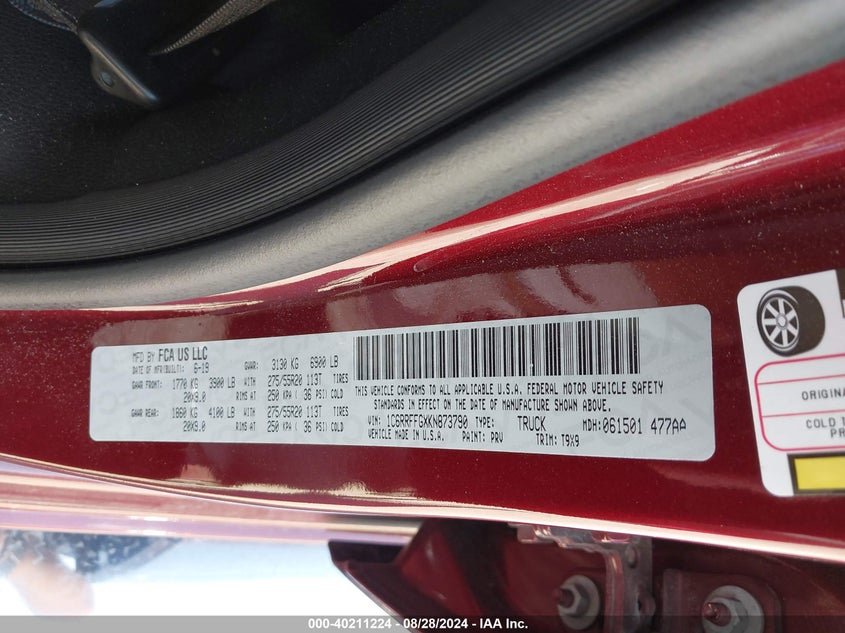 MFD BY FCA US LLC
DATE OF MFR(BUILT): 6-19 GVWR: 3130 KG 6900 LB
GAWR FRONT: 1770 KG 3900 LB WITH 275/55R20 113T TIRES
20X9.0 RIMS AT 250 KPA ( 36 PSI) COLD
GAWR REAR: 1860 KG 4100 LB WITH 275/55R20 113T TIRES
20X9.0 RIMS AT 250 KPA ( 36 PSI) COLD
THIS VEHICLE CONFORMS TO ALL APPLICABLE U.S.A. FEDERAL MOTOR VEHICLE SAFETY
STANDARDS IN EFFECT ON THE DATE OF MANUFACTURE SHOWN ABOVE.
VIN: 1C6RRFFGXKN873790 TYPE: TRUCK MDH: 061501 477AA
VEHICLE MADE IN U.S.A. PAINT: PRV TRIM: T9X9
ORIGINA
COLD T
000-40211224 - 08/28/2024 - IAA Inc.